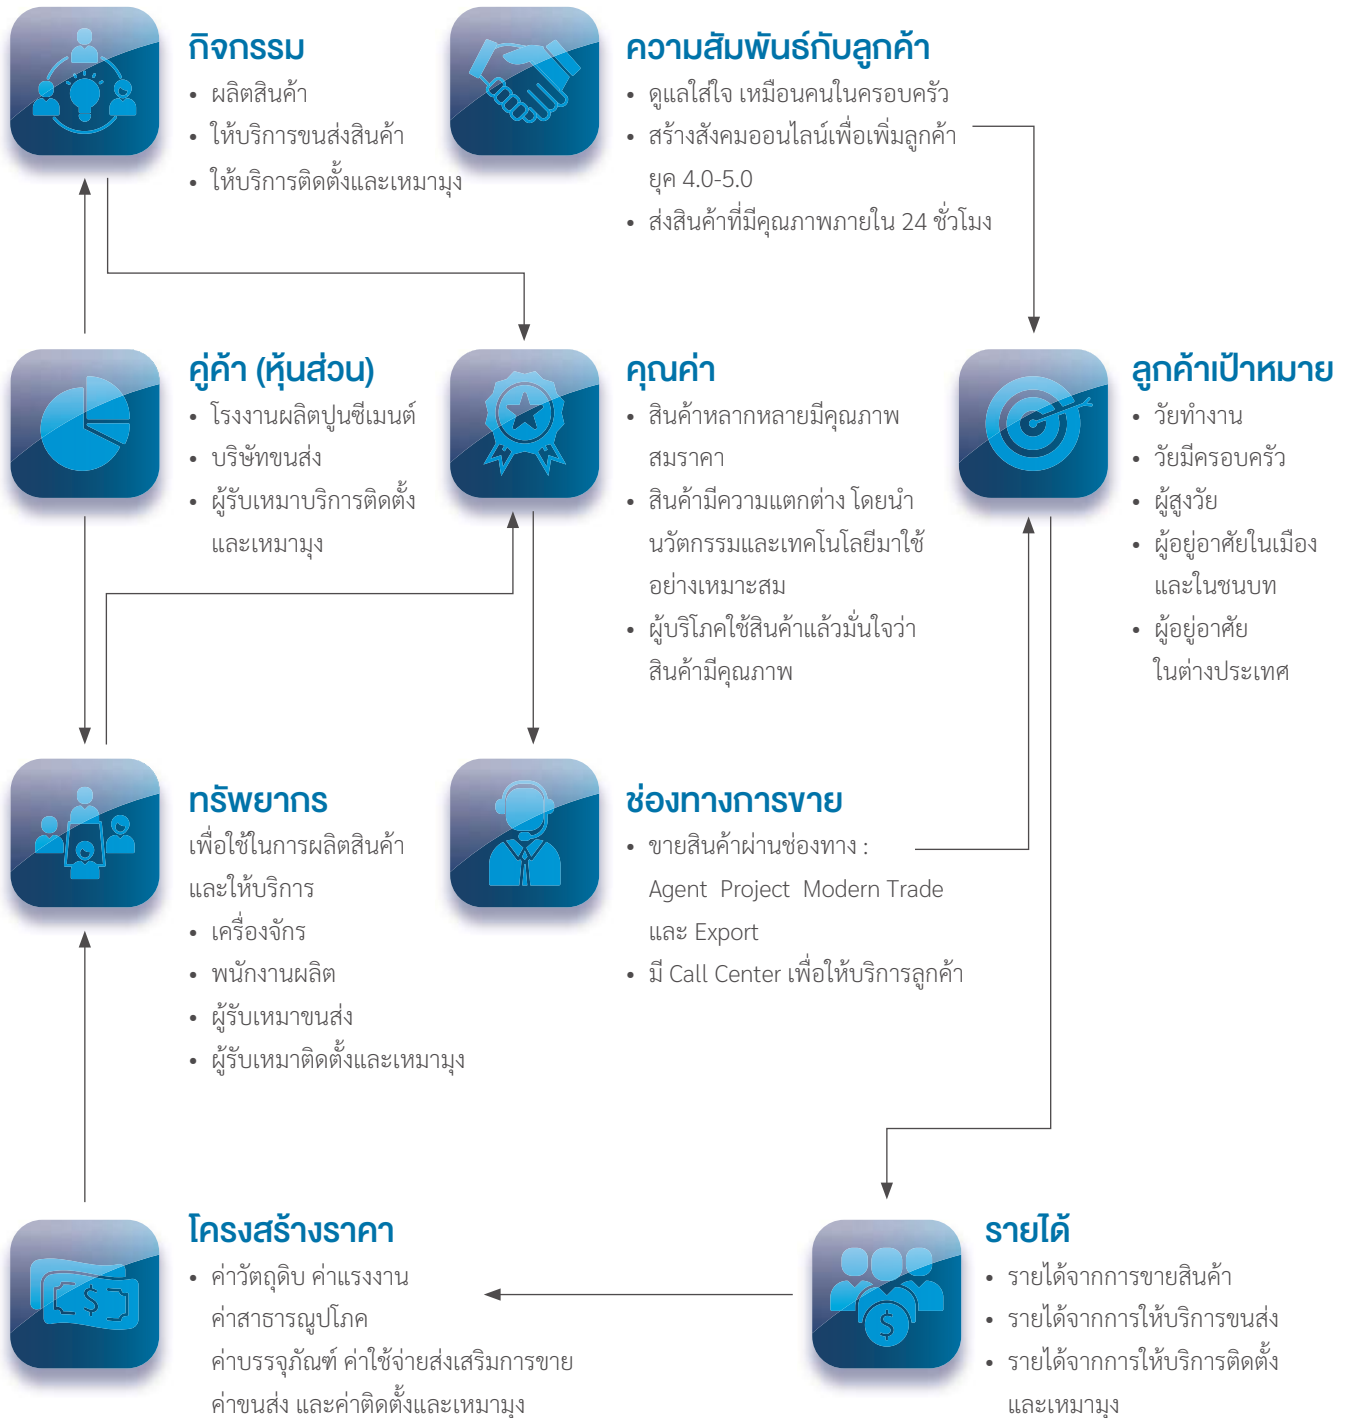 กิจกรรม
• ผลิตสินค้า
• ให้บริการขนส่งสินค้า
• ให้บริการติดตั้งและเหมามุง
ความสัมพันธ์กับลูกค้า
• ดูแลใส่ใจ เหมือนคนในครอบครัว
• สร้างสังคมออนไลน์เพื่อเพิ่มลูกค้า
ยุค 4.0-5.0
• ส่งสินค้าที่มีคุณภาพภายใน 24 ชั่วโมง
คู่ค้า (หุ้นส่วน)
• โรงงานผลิตปูนซีเมนต์
• บริษัทขนส่ง
• ผู้รับเหมาบริการติดตั้ง
และเหมามุง
คุณค่า
• สินค้าหลากหลายมีคุณภาพ
สมราคา
• สินค้ามีความแตกต่าง โดยนำ
นวัตกรรมและเทคโนโลยีมาใช้
อย่างเหมาะสม
• ผู้บริโภคใช้สินค้าแล้วมั่นใจว่า
สินค้ามีคุณภาพ
ลูกค้าเป้าหมาย
• วัยทำงาน
• วัยมีครอบครัว
• ผู้สูงวัย
• ผู้อยู่อาศัยในเมือง
และในชนบท
• ผู้อยู่อาศัย
ในต่างประเทศ
ทรัพยากร
เพื่อใช้ในการผลิตสินค้า
และให้บริการ
• เครื่องจักร
• พนักงานผลิต
• ผู้รับเหมาขนส่ง
• ผู้รับเหมาติดตั้งและเหมามุง
ช่องทางการขาย
• ขายสินค้าผ่านช่องทาง :
Agent Project Modern Trade
และ Export
• มี Call Center เพื่อให้บริการลูกค้า
โครงสร้างราคา
• ค่าวัตถุดิบ ค่าแรงงาน
ค่าสาธารณูปโภค
ค่าบรรจุภัณฑ์ ค่าใช้จ่ายส่งเสริมการขาย
ค่าขนส่ง และค่าติดตั้งและเหมามุง
รายได้
• รายได้จากการขายสินค้า
• รายได้จากการให้บริการขนส่ง
• รายได้จากการให้บริการติดตั้ง
และเหมามุง